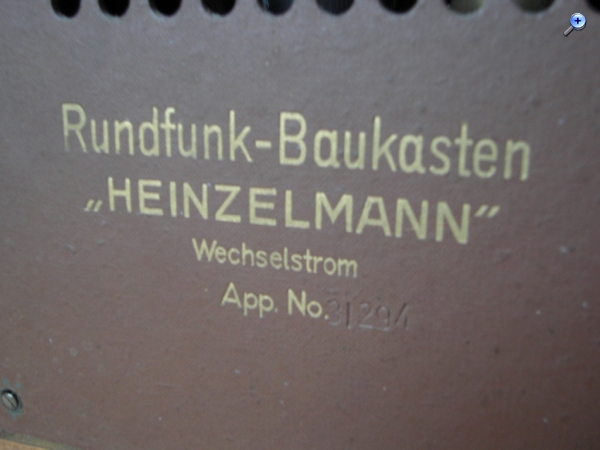 Rundfunk-Baukasten
„HEINZELMANN”
Wechselstrom
App. No. 31294